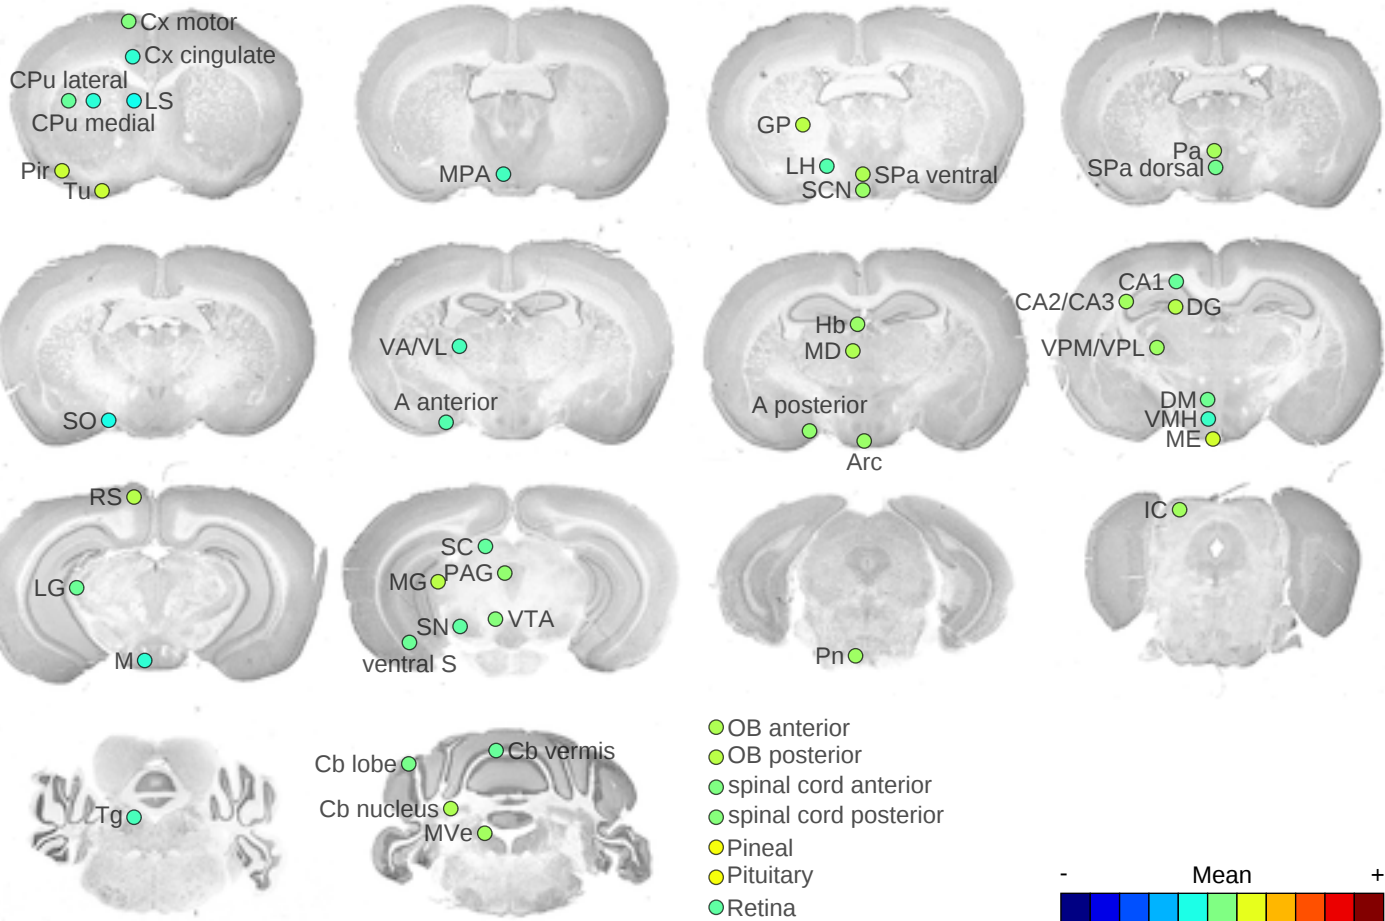 Cx motor
Cx cingulate
CPu lateral
LS
CPu medial
Pir
Tu
MPA
GP
LH
SPa ventral
SCN
Pa
SPa dorsal
SO
VA/VL
A anterior
Hb
MD
A posterior
Arc
CA1
CA2/CA3
DG
VPM/VPL
DM
VMH
ME
RS
LG
M
SC
MG
PAG
SN
VTA
ventral S
Pn
IC
Tg
Cb lobe
Cb vermis
Cb nucleus
MVe
OB anterior
OB posterior
spinal cord anterior
spinal cord posterior
Pineal
Pituitary
Retina
- Mean +